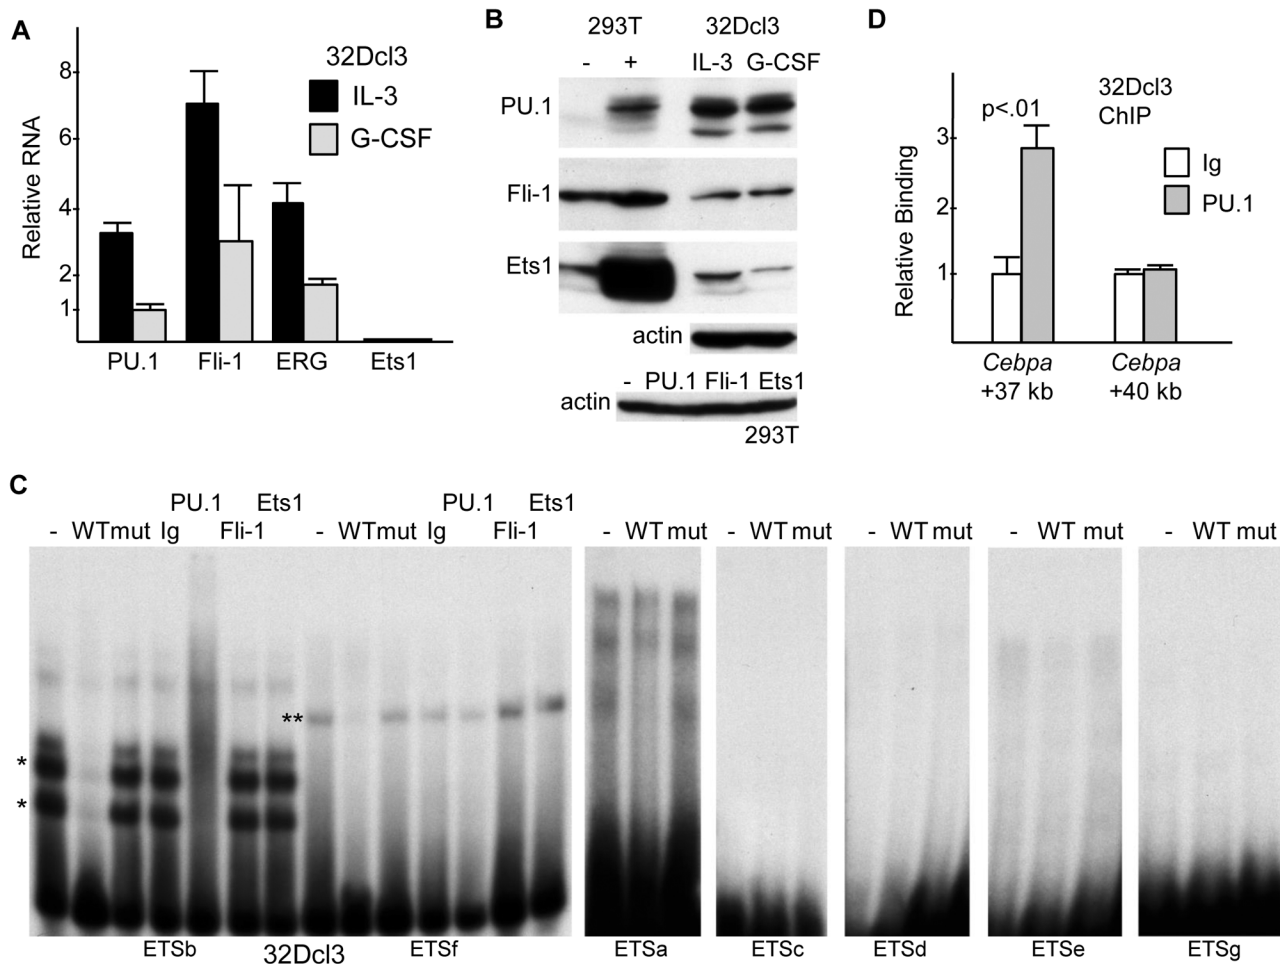 A
Relative RNA
8
6
4
2
1
32Dcl3
IL-3
G-CSF
PU.1 Fli-1 ERG Ets1
B
293T 32Dcl3
- + IL-3 G-CSF
PU.1
Fli-1
Ets1
actin
- PU.1 Fli-1 Ets1
actin
293T
D
Relative Binding
3
2
1
p<.01
32Dcl3
ChIP
Ig
PU.1
Cebpa Cebpa
+37 kb +40 kb
C
PU.1 Ets1 PU.1 Ets1
- WT mut Ig Fli-1 - WT mut Ig Fli-1 - WT mut - WT mut - WT mut - WT mut - WT mut
**
*
*
ETSb 32Dcl3 ETSf ETSa ETSc ETSd ETSe ETSg